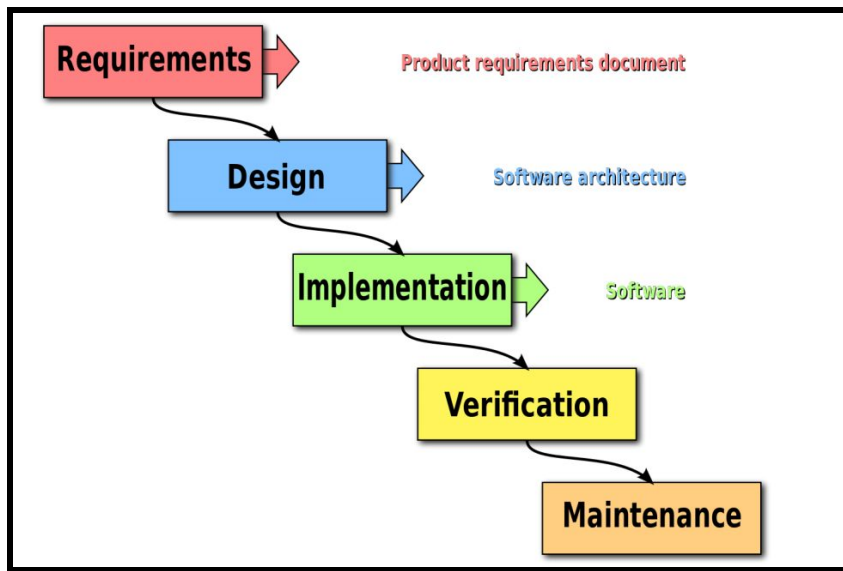 Requirements
Product requirements document
Design
Software architecture
Implementation
Software
Verification
Maintenance